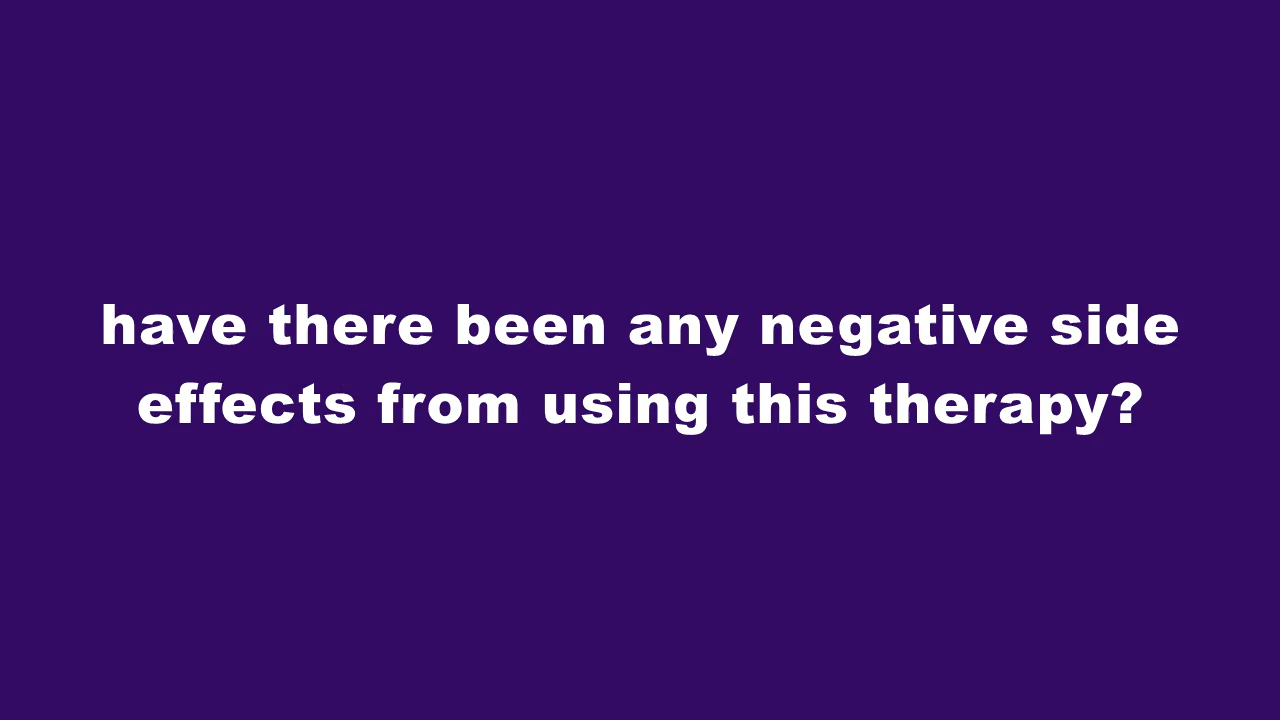 have there been any negative side
effects from using this therapy?